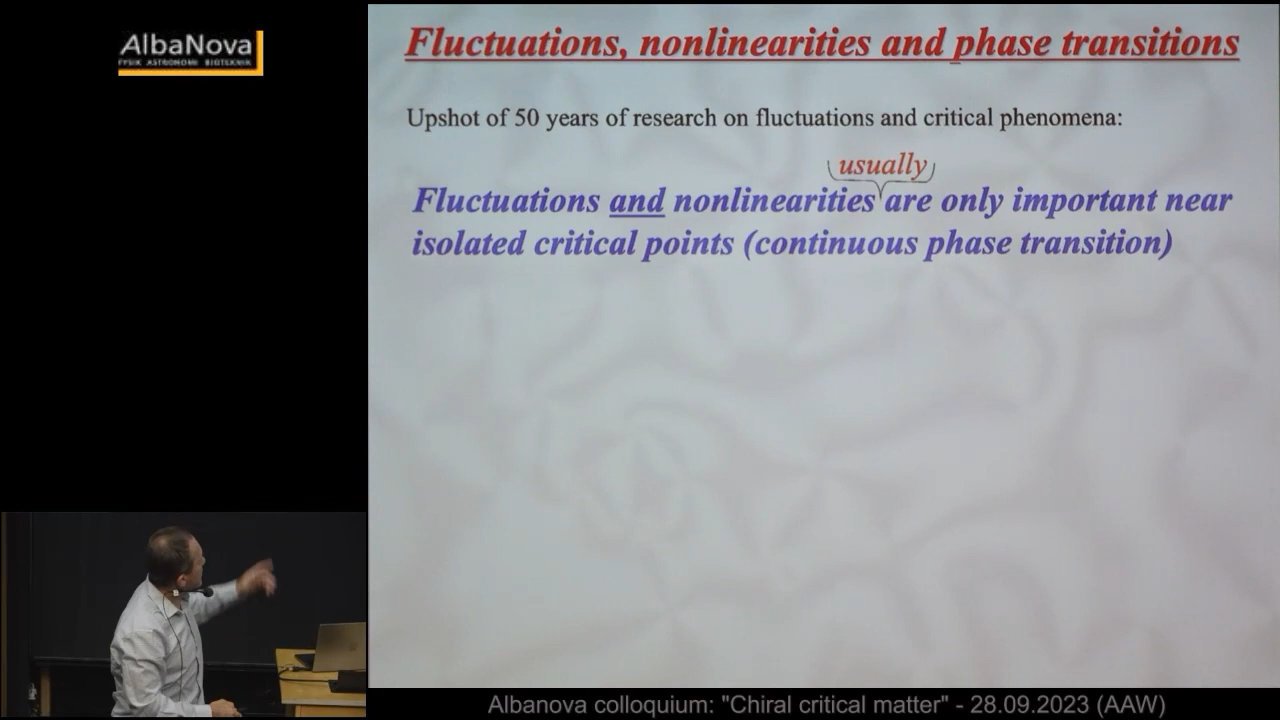 AlbaNova
FYSIK ASTRONOMI BIOTEKNIK
Fluctuations, nonlinearities and phase transitions
Upshot of 50 years of research on fluctuations and critical phenomena:
usually
Fluctuations and nonlinearities are only important near
isolated critical points (continuous phase transition)
Albanova colloquium: "Chiral critical matter" - 28.09.2023 (AAW)